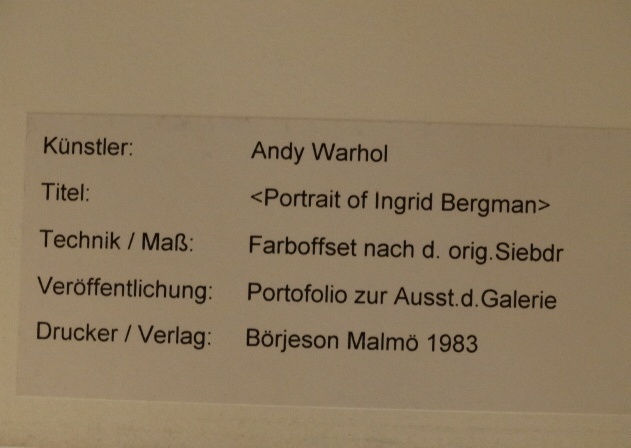 Künstler: Andy Warhol
Titel: <Portrait of Ingrid Bergman>
Technik / Maß: Farboffset nach d. orig.Siebdr
Veröffentlichung: Portofolio zur Ausst.d.Galerie
Drucker / Verlag: Börjeson Malmö 1983